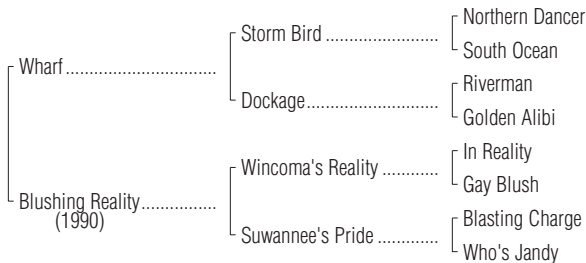 Northern Dancer
Storm Bird ........................
South Ocean
Wharf ................................
Riverman
Dockage............................
Golden Alibi
In Reality
Wincoma's Reality ............
Gay Blush
Blushing Reality................
(1990)
Blasting Charge
Suwannee's Pride .............
Who's Jandy